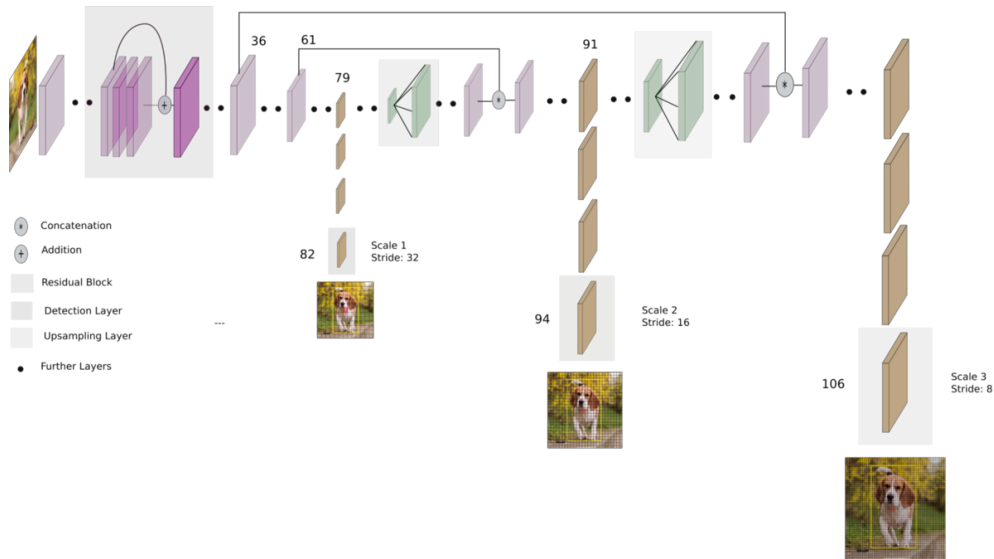 36
61
79
91
Concatenation
Addition
Residual Block
Detection Layer
Upsampling Layer
Further Layers
...
82
Scale 1
Stride: 32
94
Scale 2
Stride: 16
106
Scale 3
Stride: 8
*
+
*
+
*